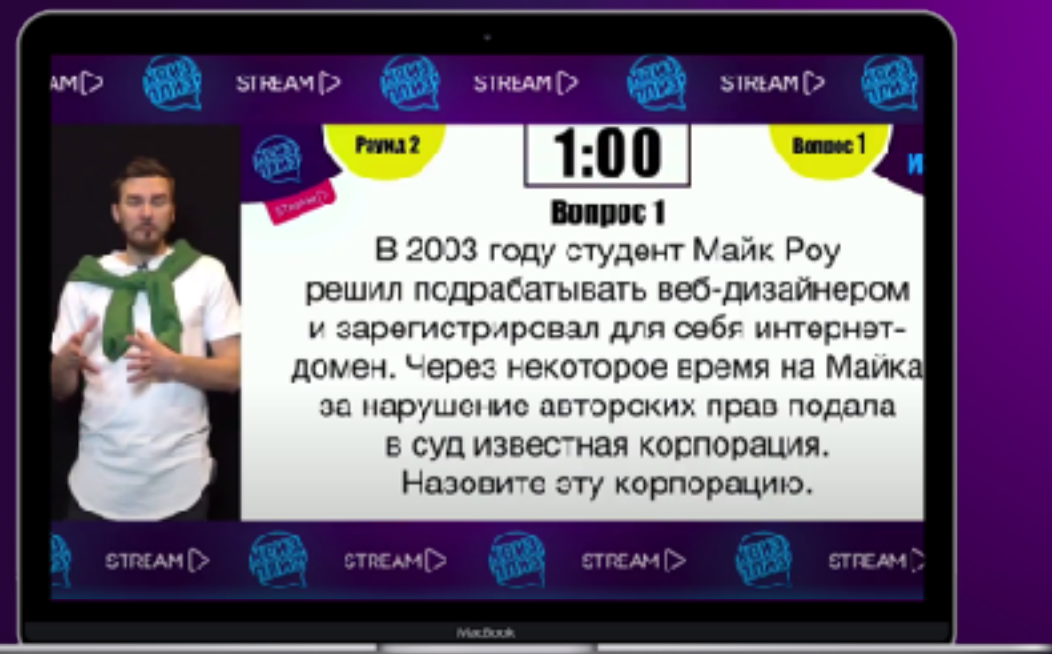 STREAM STREAM STREAM
Раунд 2
1:00
Вопрос 1
Вопрос 1
В 2003 году студент Майк Роу
решил подрабатывать веб-дизайнером
и зарегистрировал для себя интернет-
домен. Через некоторое время на Майка
за нарушение авторских прав подала
в суд известная корпорация.
Назовите эту корпорацию.
STREAM STREAM STREAM STREAM
MacBook